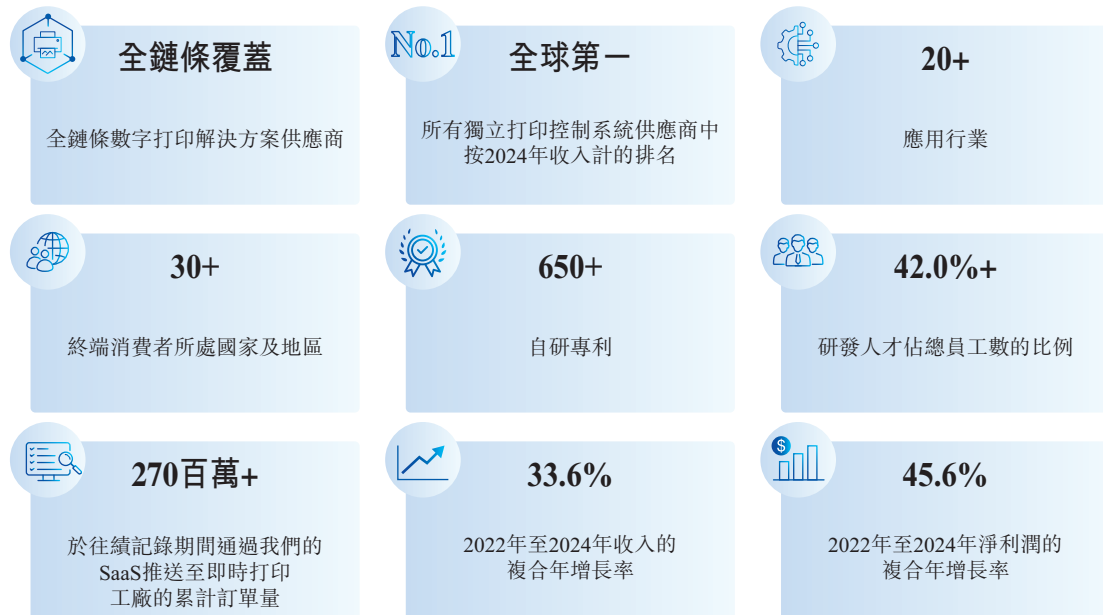 全鏈條覆蓋
全鏈條數字打印解決方案供應商
No.1
全球第一
所有獨立打印控制系統供應商中
按2024年收入計的排名
20+
應用行業
30+
終端消費者所處國家及地區
650+
自研專利
42.0%+
研發人才佔總員工數的比例
270百萬+
於往績記錄期間通過我們的
SaaS推送至即時打印
工廠的累計訂單量
33.6%
2022年至2024年收入的
複合年增長率
$
45.6%
2022年至2024年淨利潤的
複合年增長率